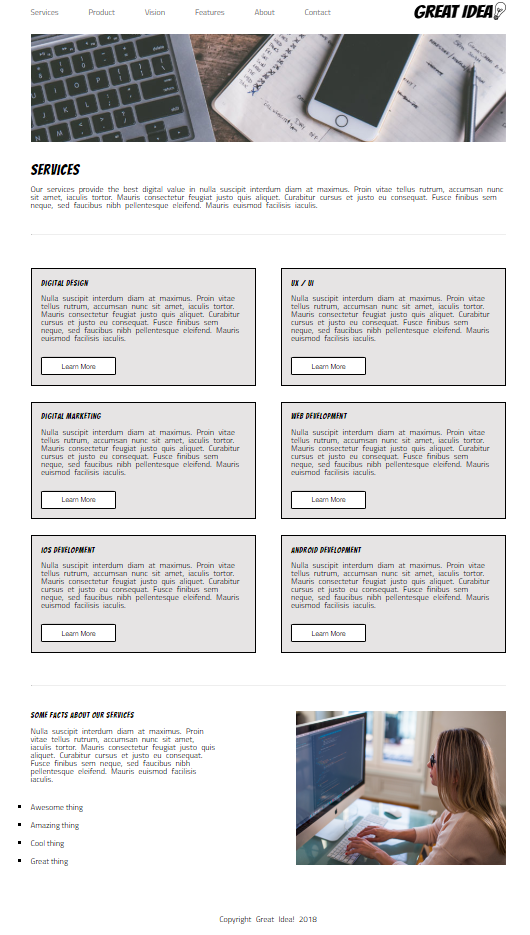 Services Product Vision Features About Contact GREAT IDEA
SERVICES
Our services provide the best digital value in nulla suscipit interdum diam at maximus. Proin vitae tellus rutrum, accumsan nunc
sit amet, iaculis tortor. Mauris consectetur feugiat justo quis aliquet. Curabitur cursus et justo eu consequat. Fusce finibus sem
neque, sed faucibus nibh pellentesque eleifend. Mauris euismod facilisis iaculis.
DIGITAL DESIGN
Nulla suscipit interdum diam at maximus. Proin vitae
tellus rutrum, accumsan nunc sit amet, iaculis tortor.
Mauris consectetur feugiat justo quis aliquet. Curabitur
cursus et justo eu consequat. Fusce finibus sem
neque, sed faucibus nibh pellentesque eleifend. Mauris
euismod facilisis iaculis.
Learn More
UX / UI
Nulla suscipit interdum diam at maximus. Proin vitae
tellus rutrum, accumsan nunc sit amet, iaculis tortor.
Mauris consectetur feugiat justo quis aliquet. Curabitur
cursus et justo eu consequat. Fusce finibus sem
neque, sed faucibus nibh pellentesque eleifend. Mauris
euismod facilisis iaculis.
Learn More
DIGITAL MARKETING
Nulla suscipit interdum diam at maximus. Proin vitae
tellus rutrum, accumsan nunc sit amet, iaculis tortor.
Mauris consectetur feugiat justo quis aliquet. Curabitur
cursus et justo eu consequat. Fusce finibus sem
neque, sed faucibus nibh pellentesque eleifend. Mauris
euismod facilisis iaculis.
Learn More
WEB DEVELOPMENT
Nulla suscipit interdum diam at maximus. Proin vitae
tellus rutrum, accumsan nunc sit amet, iaculis tortor.
Mauris consectetur feugiat justo quis aliquet. Curabitur
cursus et justo eu consequat. Fusce finibus sem
neque, sed faucibus nibh pellentesque eleifend. Mauris
euismod facilisis iaculis.
Learn More
IOS DEVELOPMENT
Nulla suscipit interdum diam at maximus. Proin vitae
tellus rutrum, accumsan nunc sit amet, iaculis tortor.
Mauris consectetur feugiat justo quis aliquet. Curabitur
cursus et justo eu consequat. Fusce finibus sem
neque, sed faucibus nibh pellentesque eleifend. Mauris
euismod facilisis iaculis.
Learn More
ANDROID DEVELOPMENT
Nulla suscipit interdum diam at maximus. Proin vitae
tellus rutrum, accumsan nunc sit amet, iaculis tortor.
Mauris consectetur feugiat justo quis aliquet. Curabitur
cursus et justo eu consequat. Fusce finibus sem
neque, sed faucibus nibh pellentesque eleifend. Mauris
euismod facilisis iaculis.
Learn More
SOME FACTS ABOUT OUR SERVICES
Nulla suscipit interdum diam at maximus. Proin
vitae tellus rutrum, accumsan nunc sit amet,
iaculis tortor. Mauris consectetur feugiat justo quis
aliquet. Curabitur cursus et justo eu consequat.
Fusce finibus sem neque, sed faucibus nibh
pellentesque eleifend. Mauris euismod facilisis
iaculis.
Awesome thing
Amazing thing
Cool thing
Great thing
Copyright Great Idea! 2018